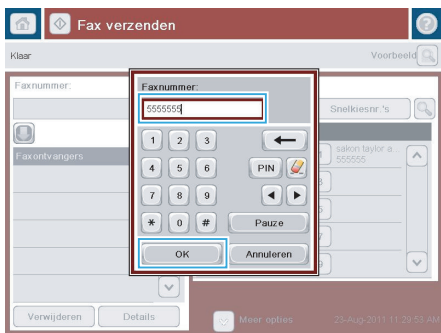 Fax verzenden
Klaar
Voorbeeld
Faxnummer:
Faxnummer:
5555555
Snelkiesnr.'s
1 2 3
Faxontvangers
sakon taylor a...
555555
4 5 6 PIN
7 8 9
* 0 # Pauze
OK Annuleren
Verwijderen Details
Meer opties
23-Aug-2011 11:29:53 AM